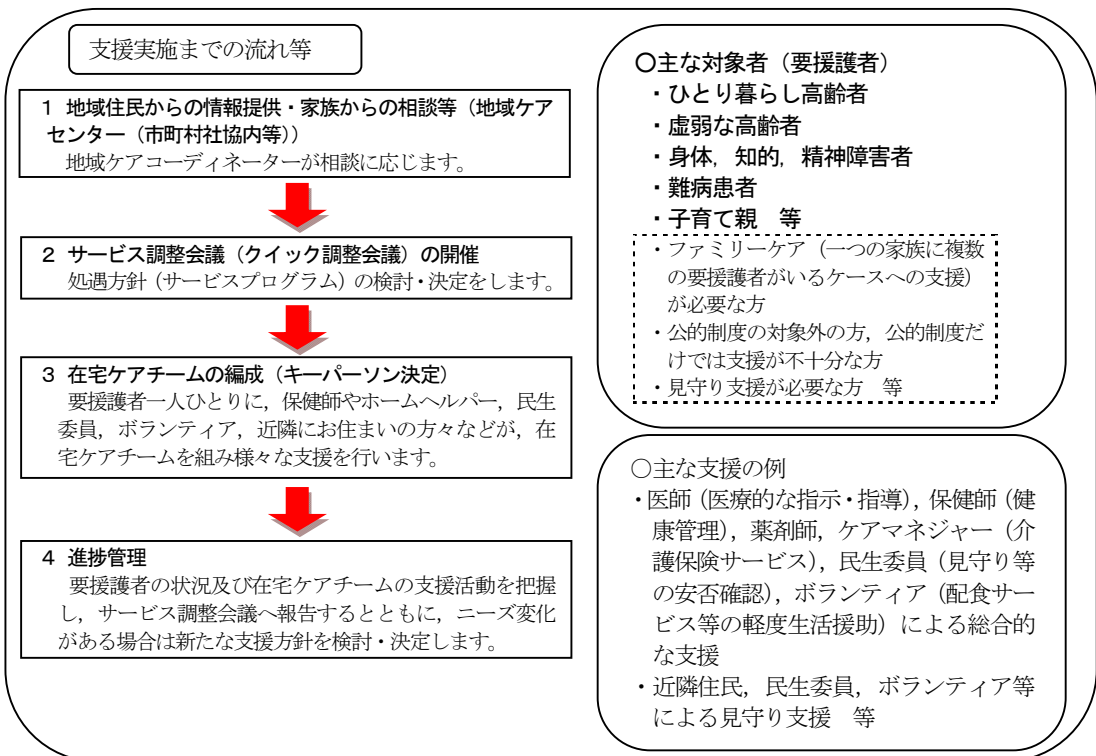 支援実施までの流れ等
1 地域住民からの情報提供・家族からの相談等（地域ケア
センター（市町村社協内等））
地域ケアコーディネーターが相談に応じます。
2 サービス調整会議（クイック調整会議）の開催
処遇方針（サービスプログラム）の検討・決定をします。
3 在宅ケアチームの編成（キーパーソン決定）
要援護者一人ひとりに，保健師やホームヘルパー，民生
委員，ボランティア，近隣にお住まいの方々などが，在
宅ケアチームを組み様々な支援を行います。
4 進捗管理
要援護者の状況及び在宅ケアチームの支援活動を把握
し，サービス調整会議へ報告するとともに，ニーズ変化
がある場合は新たな支援方針を検討・決定します。
○主な対象者（要援護者）
・ひとり暮らし高齢者
・虚弱な高齢者
・身体，知的，精神障害者
・難病患者
・子育て親　等
・ファミリーケア（一つの家族に複数
の要援護者がいるケースへの支援）
が必要な方
・公的制度の対象外の方，公的制度だ
けでは支援が不十分な方
・見守り支援が必要な方　等
○主な支援の例
・医師（医療的な指示・指導），保健師（健
康管理），薬剤師，ケアマネジャー（介
護保険サービス），民生委員（見守り等
の安否確認），ボランティア（配食サー
ビス等の軽度生活援助）による総合的
な支援
・近隣住民，民生委員，ボランティア等
による見守り支援　等